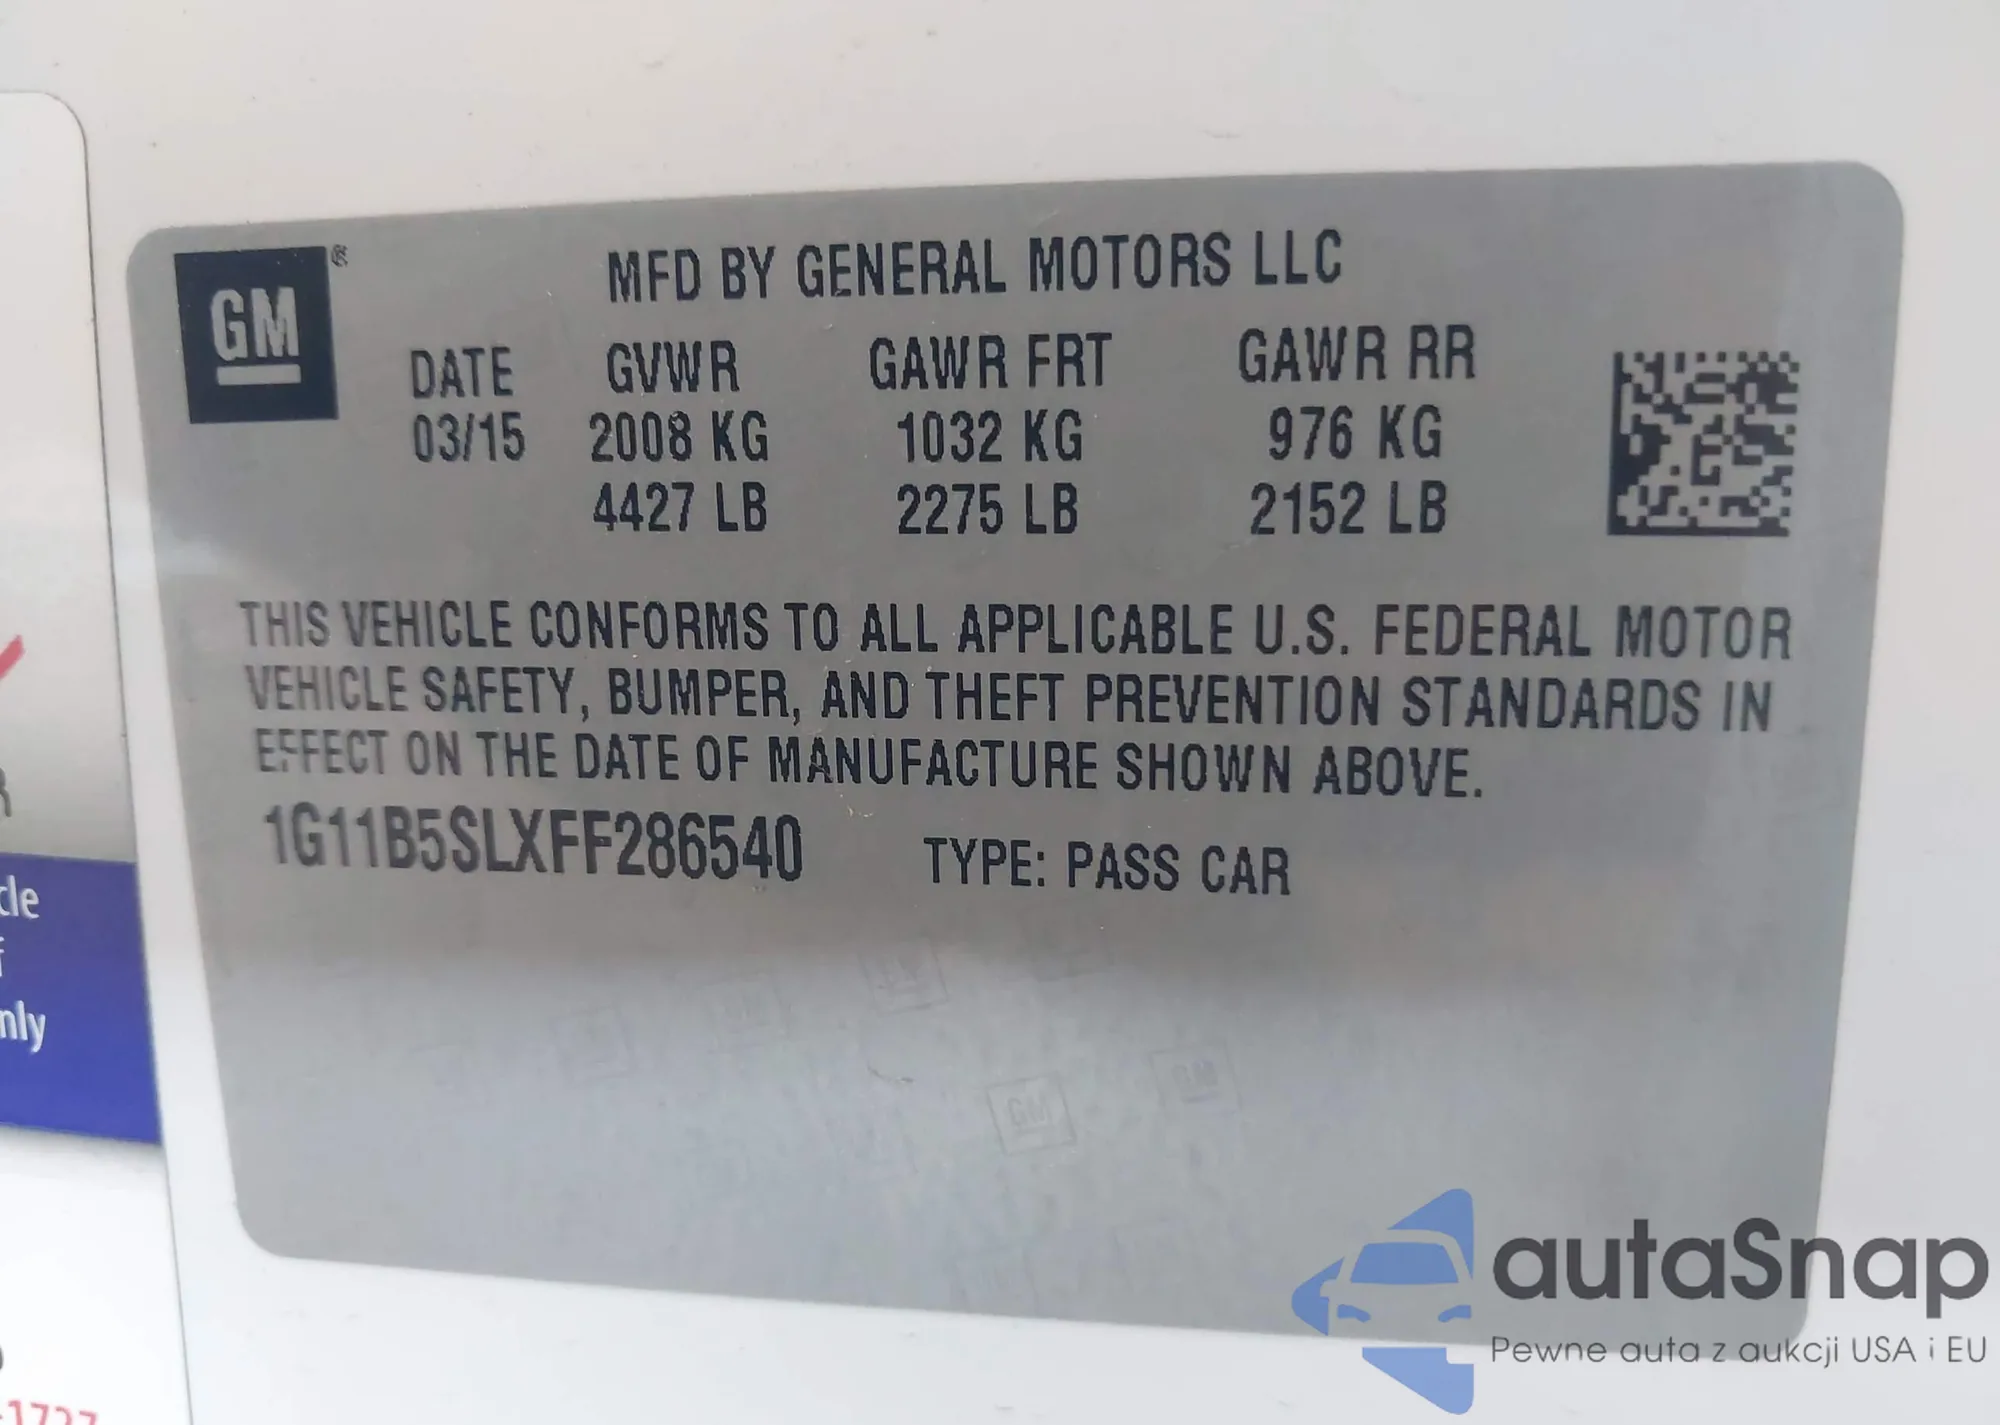 GM®
MFD BY GENERAL MOTORS LLC
DATE GVWR GAWR FRT GAWR RR
03/15 2008 KG 1032 KG 976 KG
4427 LB 2275 LB 2152 LB
THIS VEHICLE CONFORMS TO ALL APPLICABLE U.S. FEDERAL MOTOR
VEHICLE SAFETY, BUMPER, AND THEFT PREVENTION STANDARDS IN
EFFECT ON THE DATE OF MANUFACTURE SHOWN ABOVE.
1G11B5SLXFF286540 TYPE: PASS CAR
GM
GM
autaSnap
Pewne auta z aukcji USA i EU